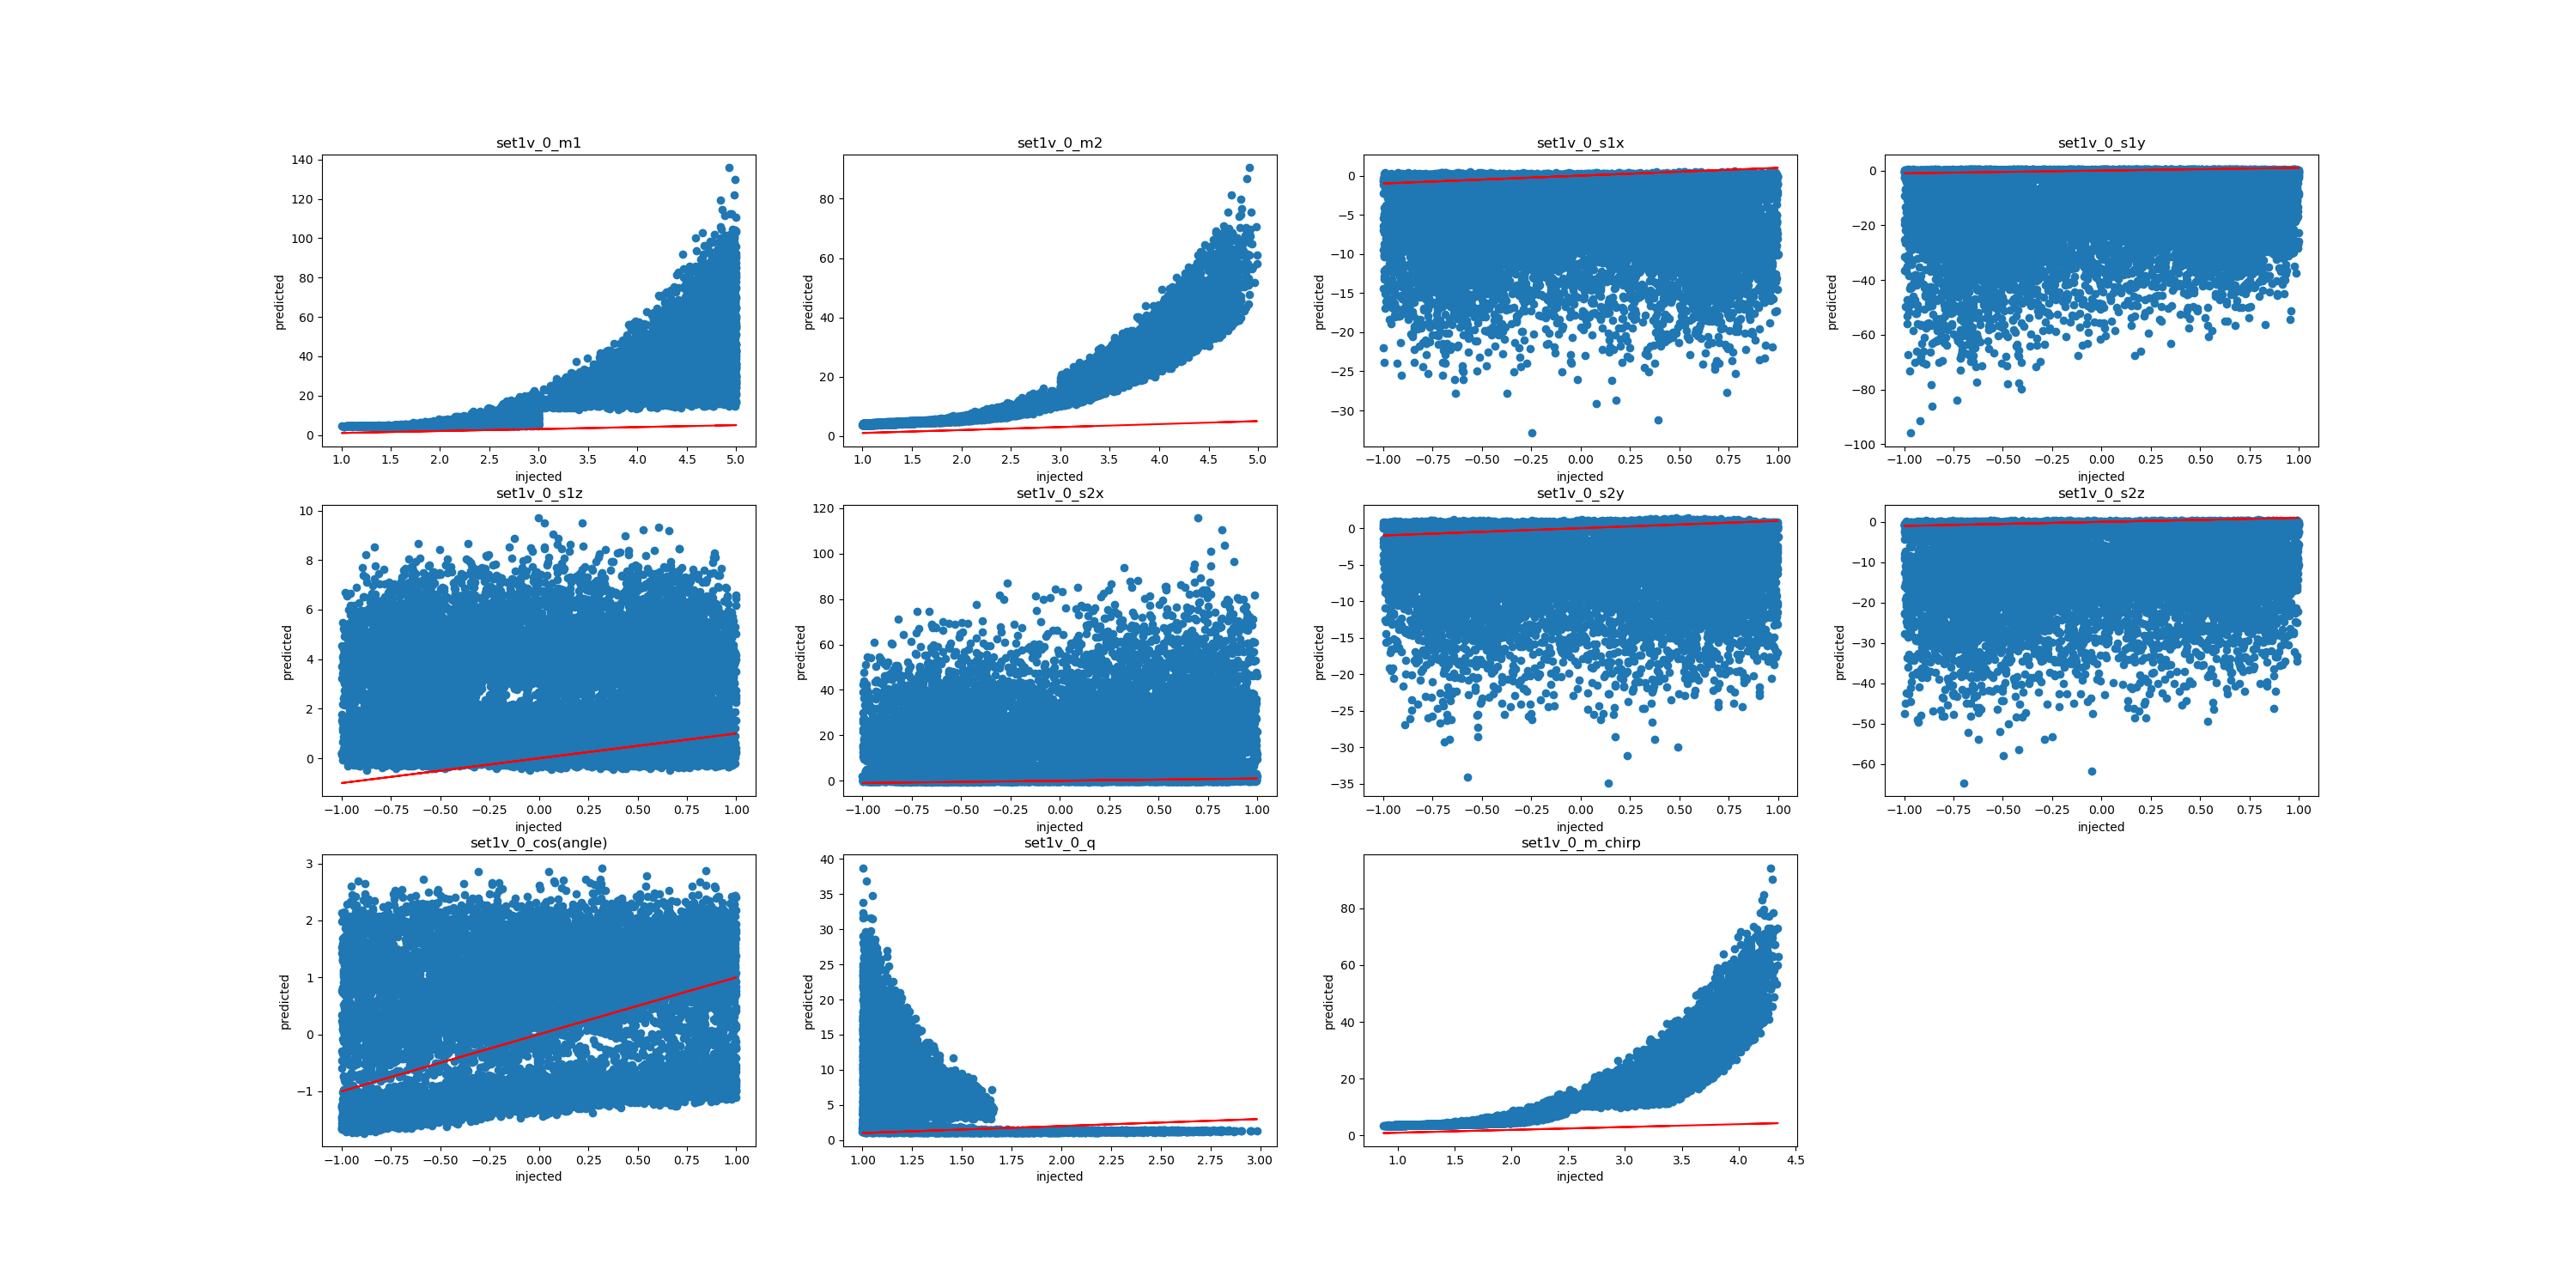 set1v_0_m1
140
120
100
80
60
40
20
0
predicted
1.0 1.5 2.0 2.5 3.0 3.5 4.0 4.5 5.0
injected
set1v_0_m2
80
60
40
20
0
predicted
1.0 1.5 2.0 2.5 3.0 3.5 4.0 4.5 5.0
injected
set1v_0_s1x
0
−5
−10
−15
−20
−25
−30
predicted
−1.00 −0.75 −0.50 −0.25 0.00 0.25 0.50 0.75 1.00
injected
set1v_0_s1y
0
−20
−40
−60
−80
−100
predicted
−1.00 −0.75 −0.50 −0.25 0.00 0.25 0.50 0.75 1.00
injected
set1v_0_s1z
10
8
6
4
2
0
predicted
−1.00 −0.75 −0.50 −0.25 0.00 0.25 0.50 0.75 1.00
injected
set1v_0_s2x
120
100
80
60
40
20
0
predicted
−1.00 −0.75 −0.50 −0.25 0.00 0.25 0.50 0.75 1.00
injected
set1v_0_s2y
0
−5
−10
−15
−20
−25
−30
−35
predicted
−1.00 −0.75 −0.50 −0.25 0.00 0.25 0.50 0.75 1.00
injected
set1v_0_s2z
0
−10
−20
−30
−40
−50
−60
predicted
−1.00 −0.75 −0.50 −0.25 0.00 0.25 0.50 0.75 1.00
injected
set1v_0_cos(angle)
3
2
1
0
−1
predicted
−1.00 −0.75 −0.50 −0.25 0.00 0.25 0.50 0.75 1.00
injected
set1v_0_q
40
35
30
25
20
15
10
5
0
predicted
1.00 1.25 1.50 1.75 2.00 2.25 2.50 2.75 3.00
injected
set1v_0_m_chirp
80
60
40
20
0
predicted
1.0 1.5 2.0 2.5 3.0 3.5 4.0 4.5
injected